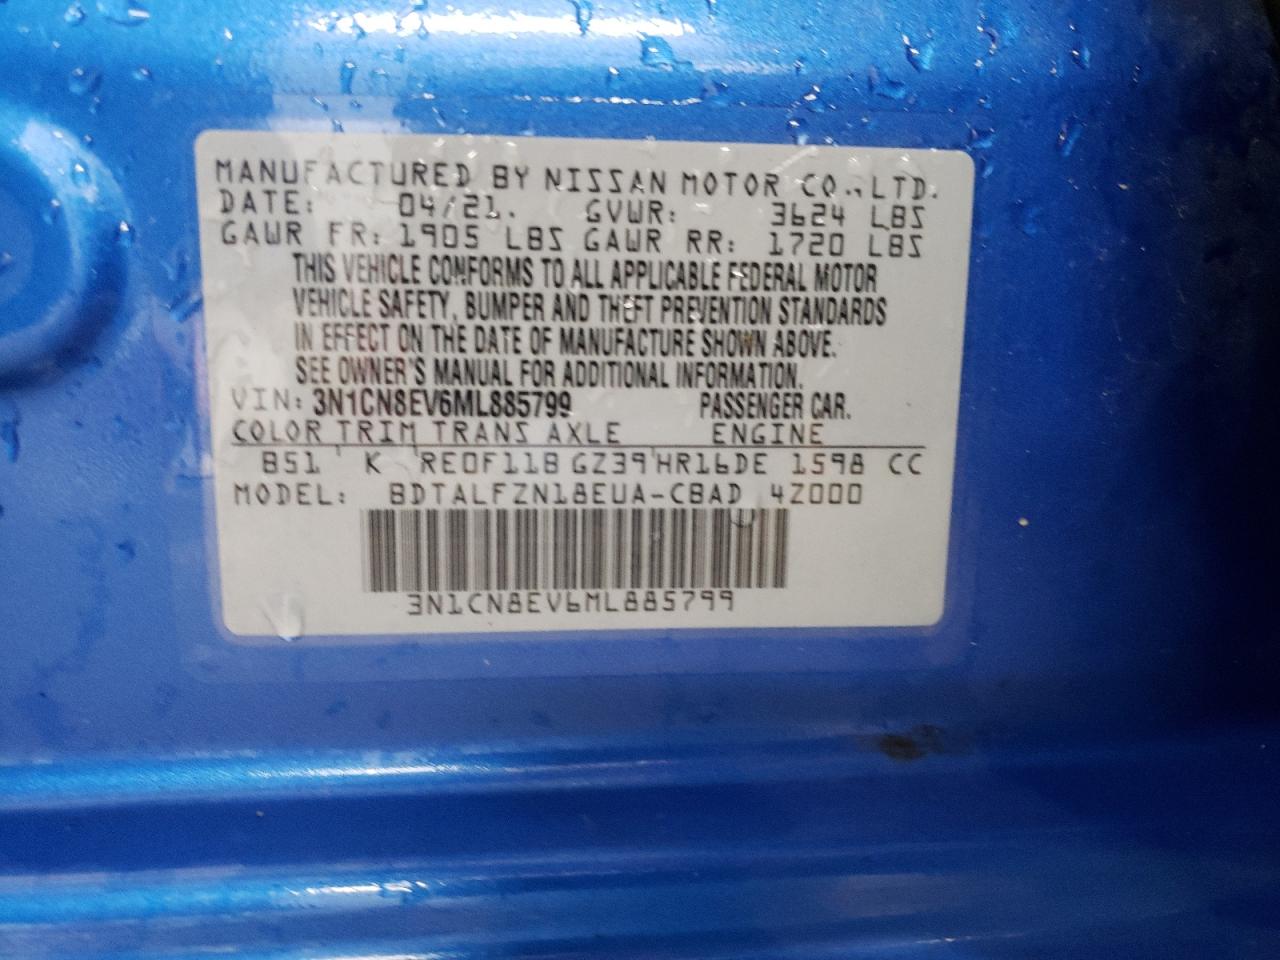 MANUFACTURED BY NISSAN MOTOR CO., LTD.
DATE: 04/21. GVWR: 3624 LBS
GAWR FR: 1905 LBS GAWR RR: 1720 LBS
THIS VEHICLE CONFORMS TO ALL APPLICABLE FEDERAL MOTOR
VEHICLE SAFETY, BUMPER AND THEFT PREVENTION STANDARDS
IN EFFECT ON THE DATE OF MANUFACTURE SHOWN ABOVE.
SEE OWNER'S MANUAL FOR ADDITIONAL INFORMATION.
VIN: 3N1CN8EV6ML885799 PASSENGER CAR.
COLOR TRIM TRANS AXLE ENGINE
B51 K RE0F11B GZ39 HR16DE 1598 CC
MODEL: BDTALFZN18EUA-CBAD 4Z000
3N1CN8EV6ML885799